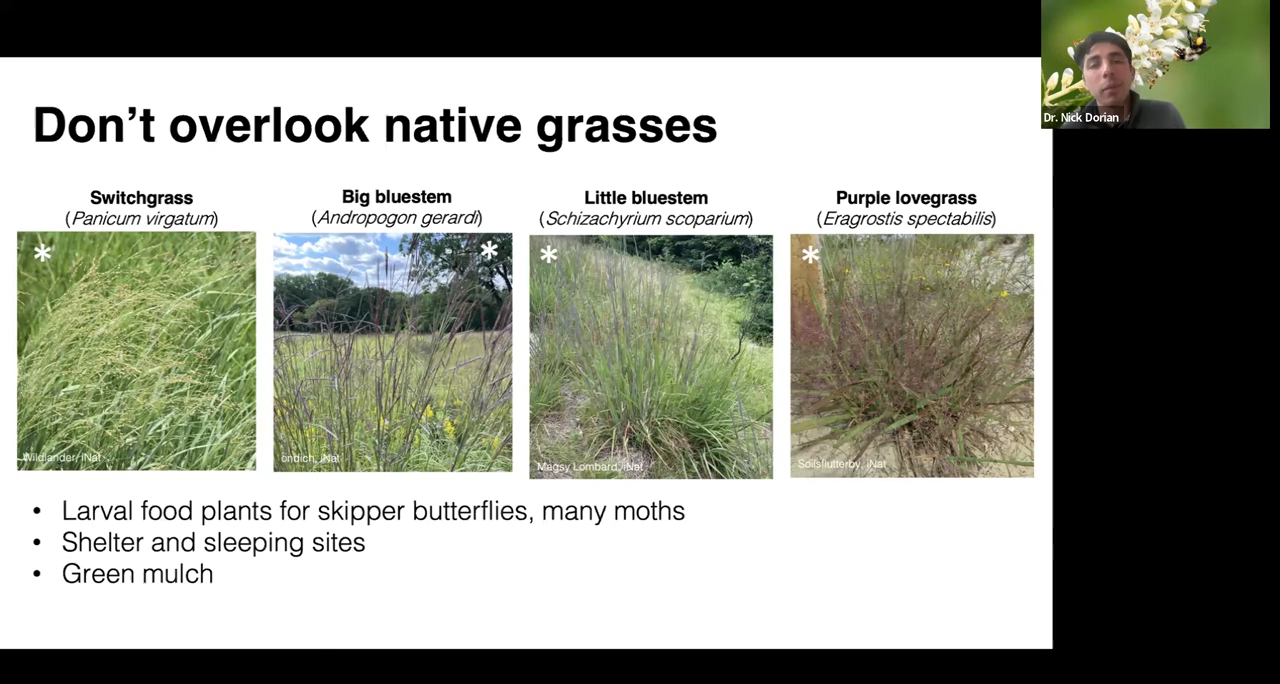 Dr. Nick Dorian
Don't overlook native grasses
Switchgrass
(Panicum virgatum)
Big bluestem
(Andropogon gerardi)
Little bluestem
(Schizachyrium scoparium)
Purple lovegrass
(Eragrostis spectabilis)
*
*
*
*
Wildlander, iNat
ondich, iNat
Magsy Lombard, iNat
Soilsflutterby, iNat
• Larval food plants for skipper butterflies, many moths
• Shelter and sleeping sites
• Green mulch